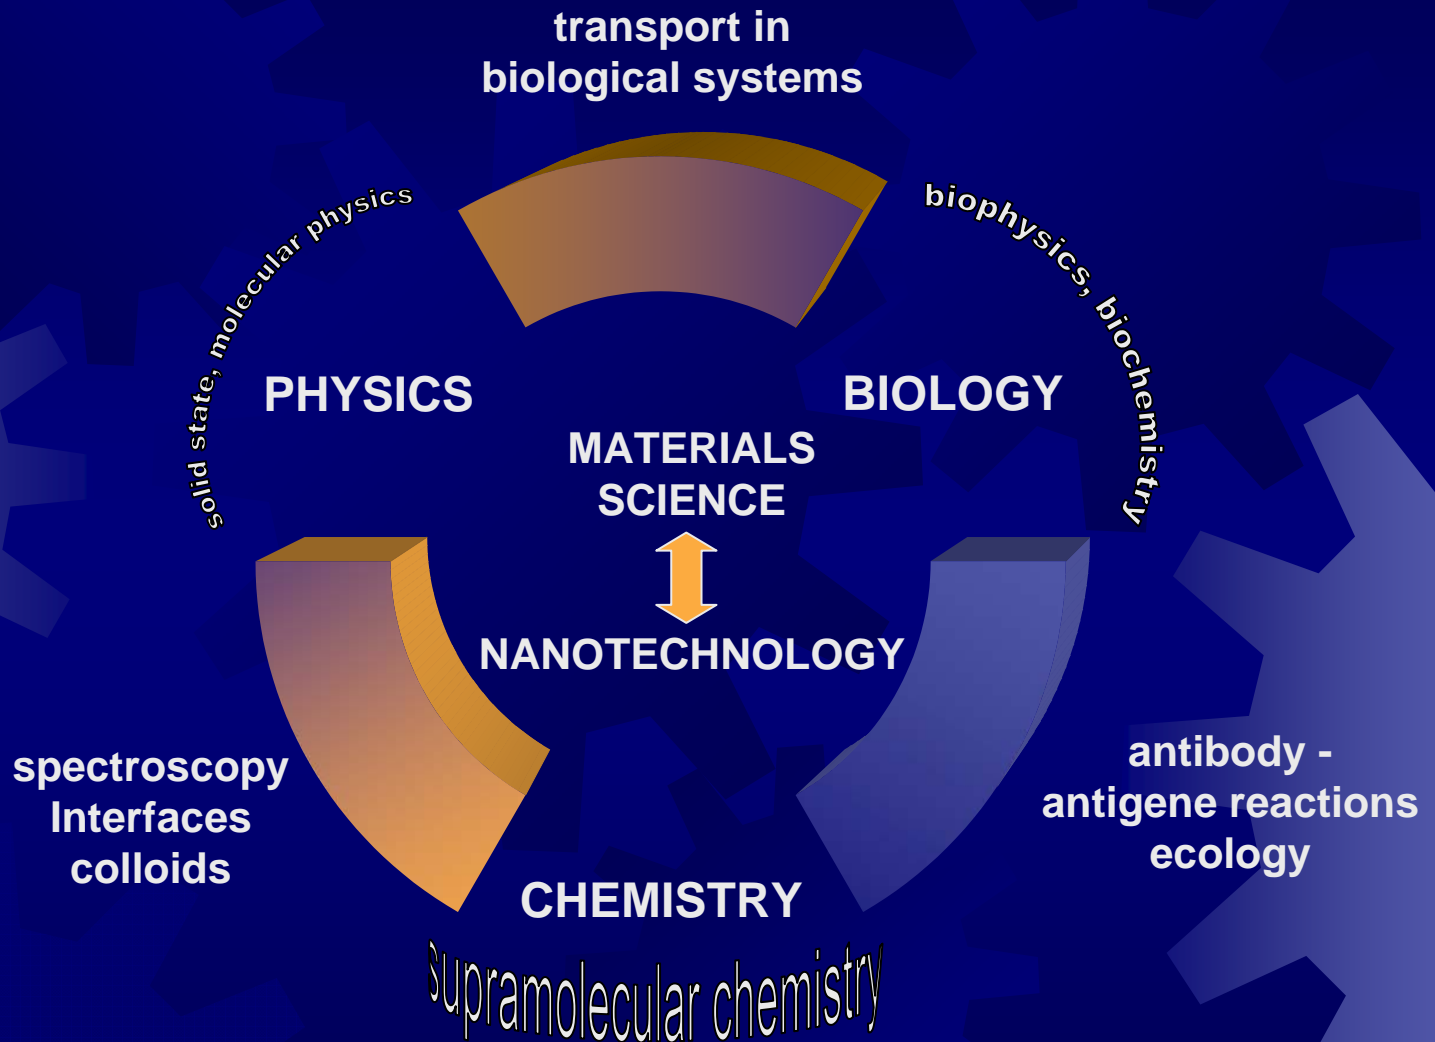 transport in
biological systems
solid state, molecular physics
biophysics, biochemistry
PHYSICS
BIOLOGY
MATERIALS
SCIENCE
NANOTECHNOLOGY
spectroscopy
Interfaces
colloids
antibody -
antigene reactions
ecology
CHEMISTRY
supramolecular chemistry